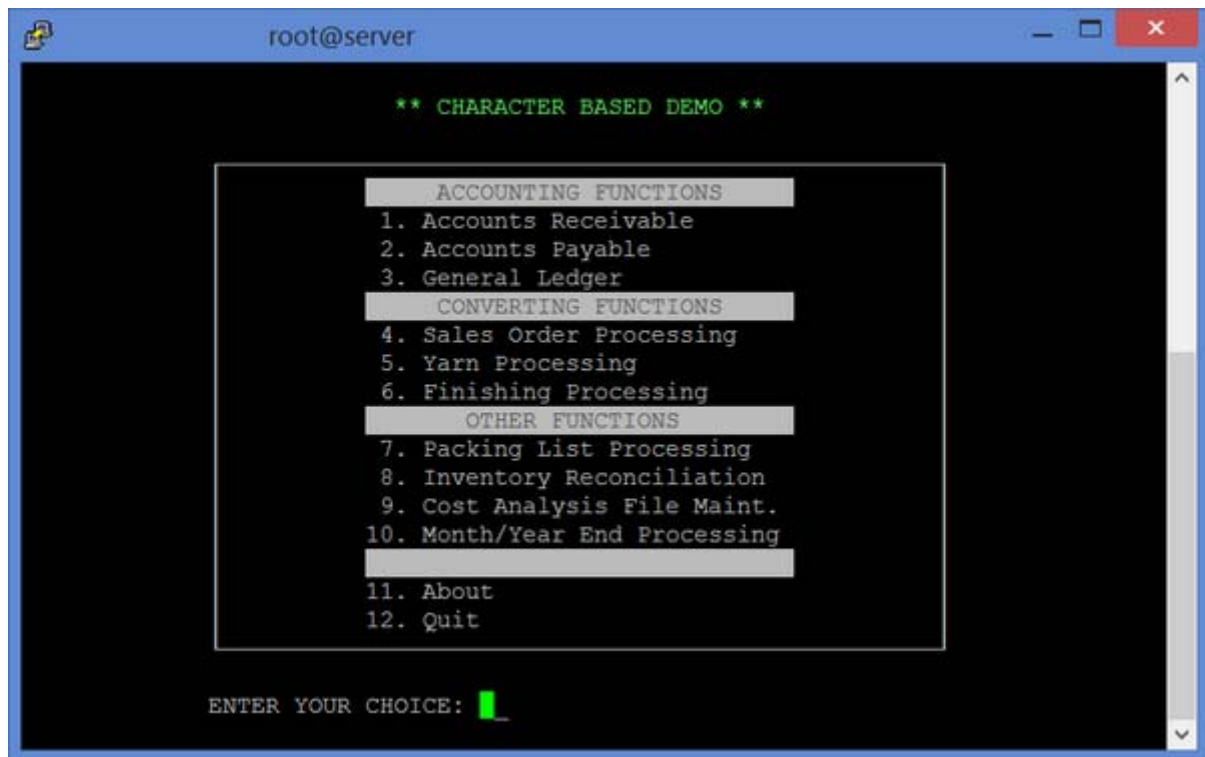 root@server
** CHARACTER BASED DEMO **
ACCOUNTING FUNCTIONS
1. Accounts Receivable
2. Accounts Payable
3. General Ledger
CONVERTING FUNCTIONS
4. Sales Order Processing
5. Yarn Processing
6. Finishing Processing
OTHER FUNCTIONS
7. Packing List Processing
8. Inventory Reconciliation
9. Cost Analysis File Maint.
10. Month/Year End Processing
11. About
12. Quit
ENTER YOUR CHOICE: _